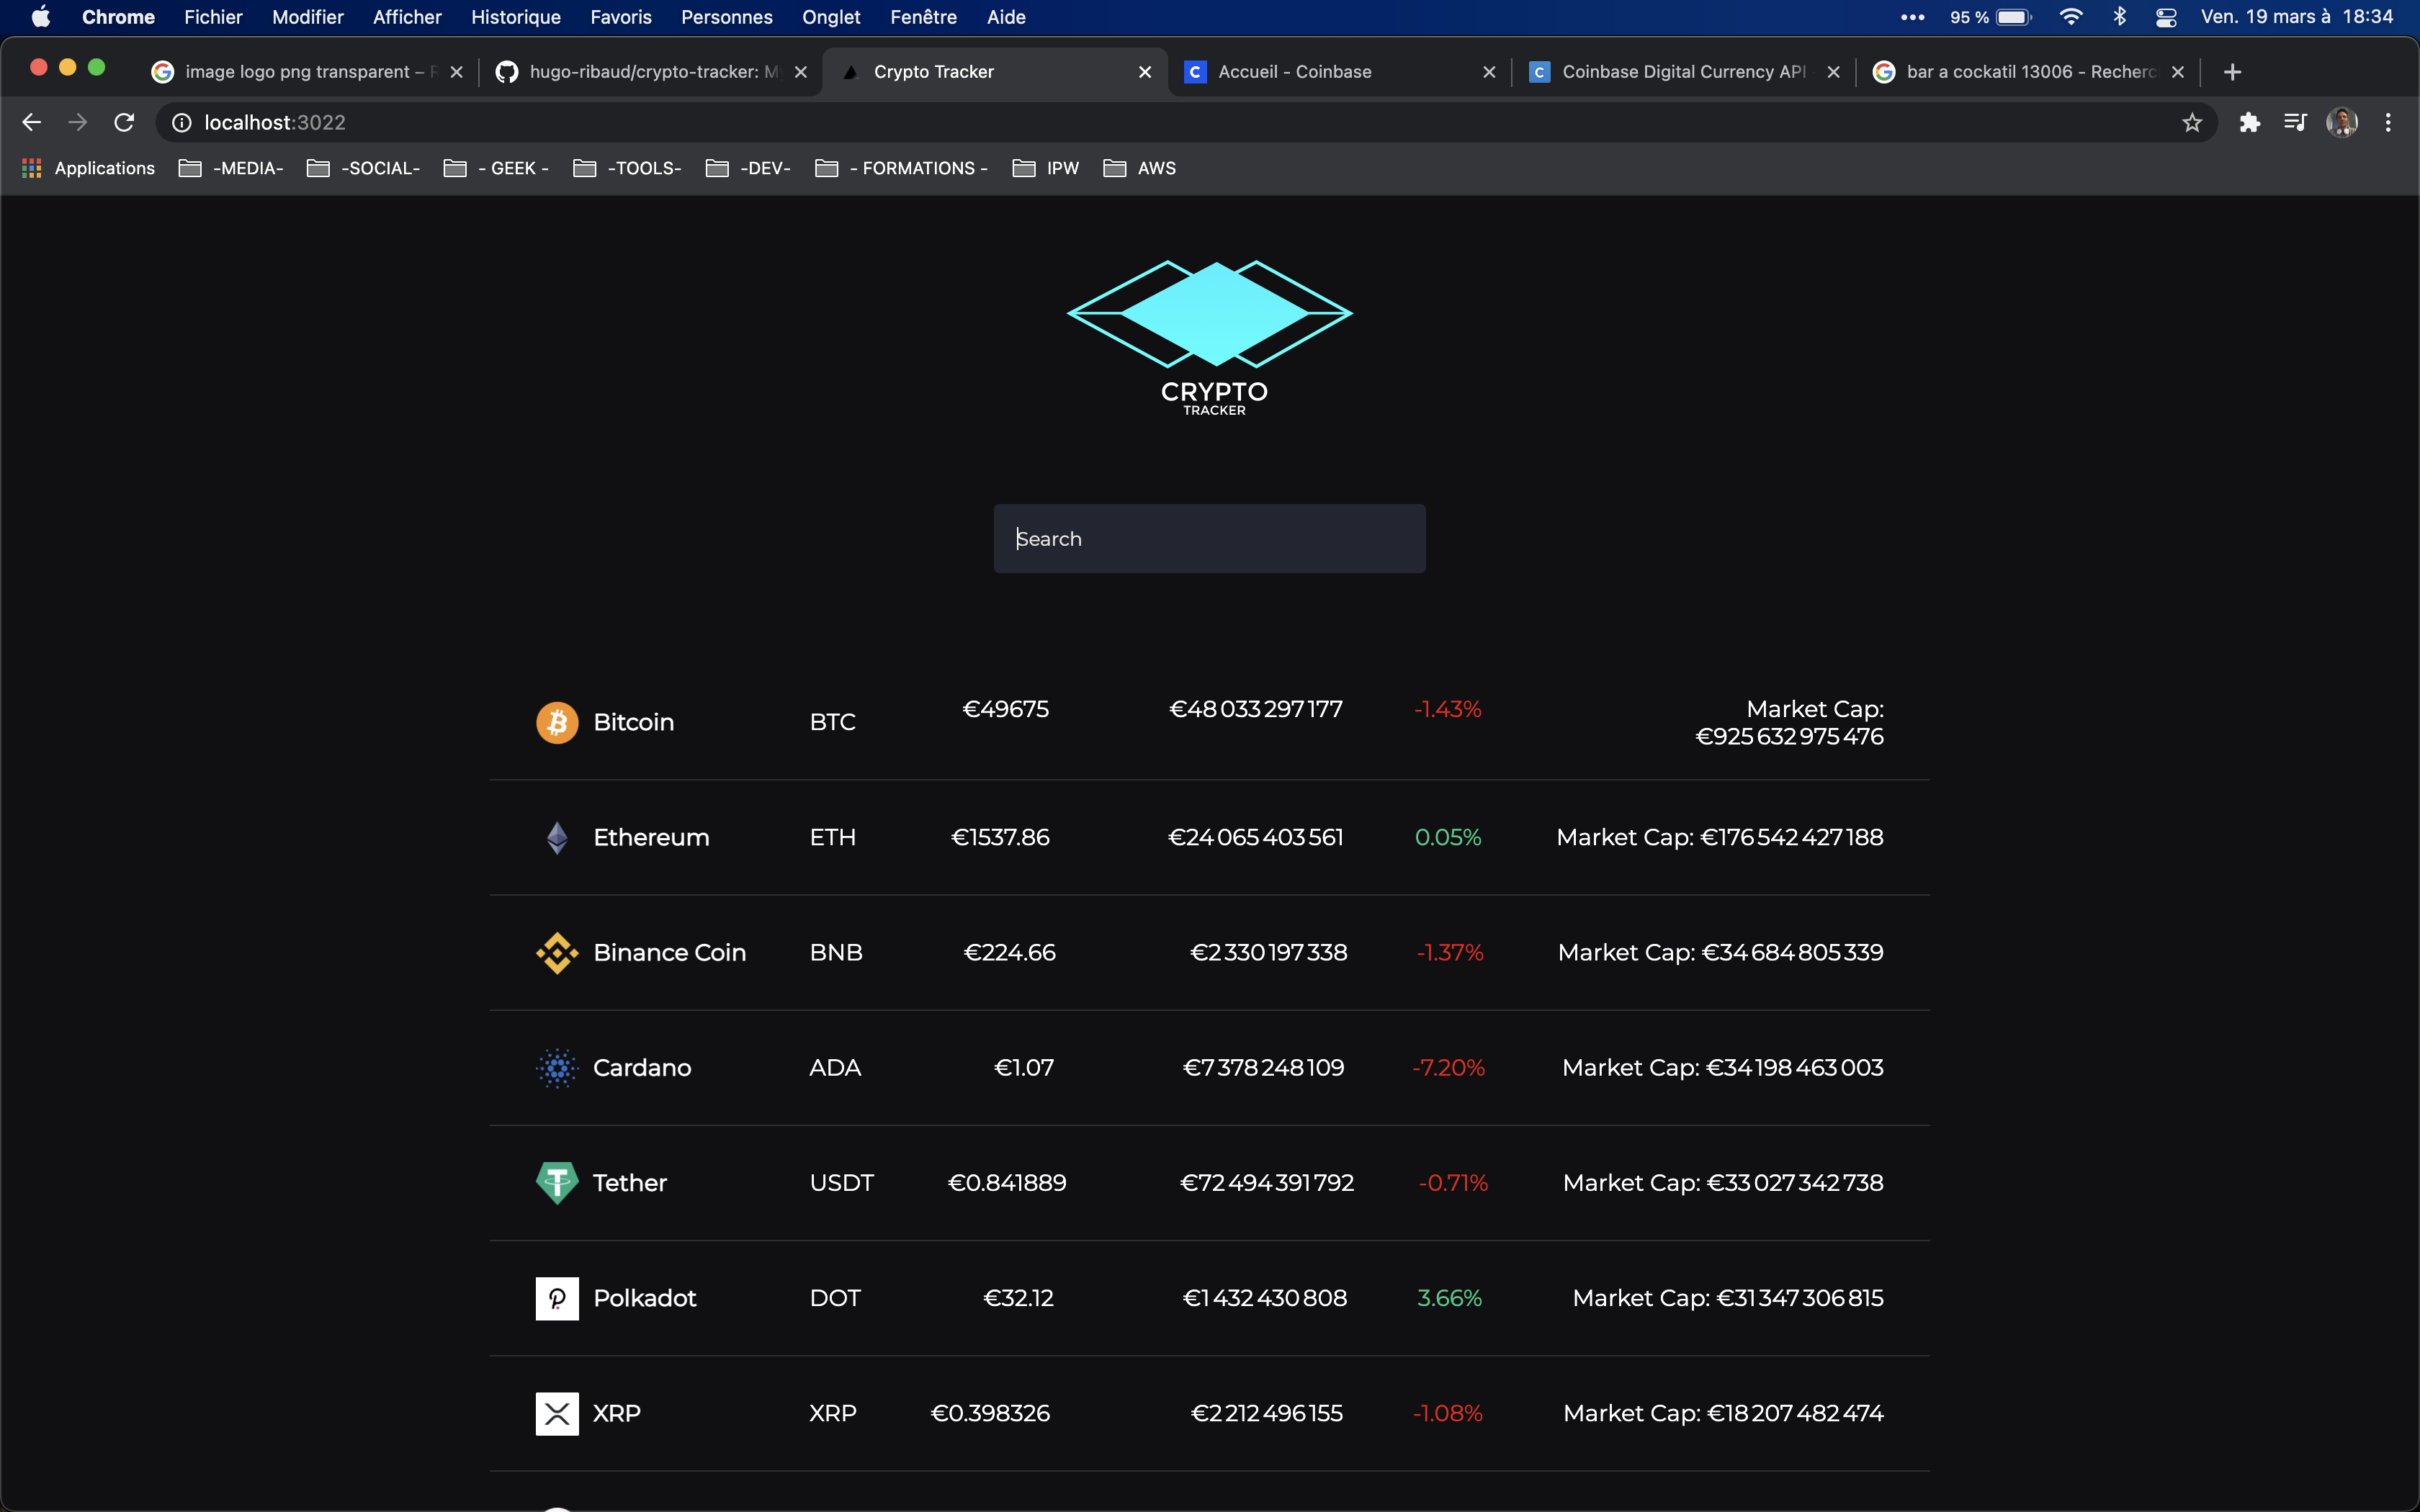 Chrome Fichier Modifier Afficher Historique Favoris Personnes Onglet Fenêtre Aide 95 % Ven. 19 mars à 18:34
image logo png transparent – R hugo-ribaud/crypto-tracker: M Crypto Tracker Accueil - Coinbase Coinbase Digital Currency API bar a cockatil 13006 - Recherc
localhost:3022
Applications -MEDIA- -SOCIAL- - GEEK - -TOOLS- -DEV- - FORMATIONS - IPW AWS
CRYPTO
TRACKER
Search
Bitcoin BTC €49675 €48 033 297 177 -1.43% Market Cap:
€925 632 975 476
Ethereum ETH €1537.86 €24 065 403 561 0.05% Market Cap: €176 542 427 188
Binance Coin BNB €224.66 €2 330 197 338 -1.37% Market Cap: €34 684 805 339
Cardano ADA €1.07 €7 378 248 109 -7.20% Market Cap: €34 198 463 003
Tether USDT €0.841889 €72 494 391 792 -0.71% Market Cap: €33 027 342 738
Polkadot DOT €32.12 €1 432 430 808 3.66% Market Cap: €31 347 306 815
XRP XRP €0.398326 €2 212 496 155 -1.08% Market Cap: €18 207 482 474